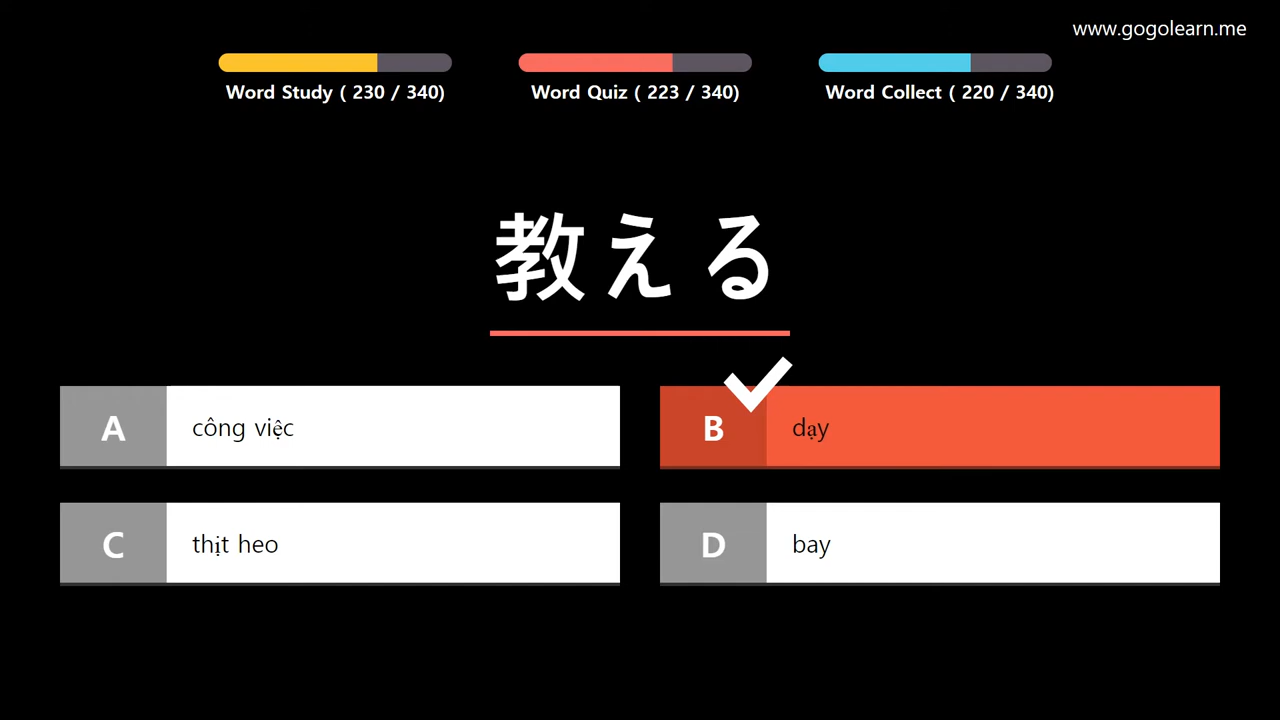 www.gogolearn.me
Word Study ( 230 / 340)
Word Quiz ( 223 / 340)
Word Collect ( 220 / 340)
教える
A
công việc
B
dạy
C
thịt heo
D
bay